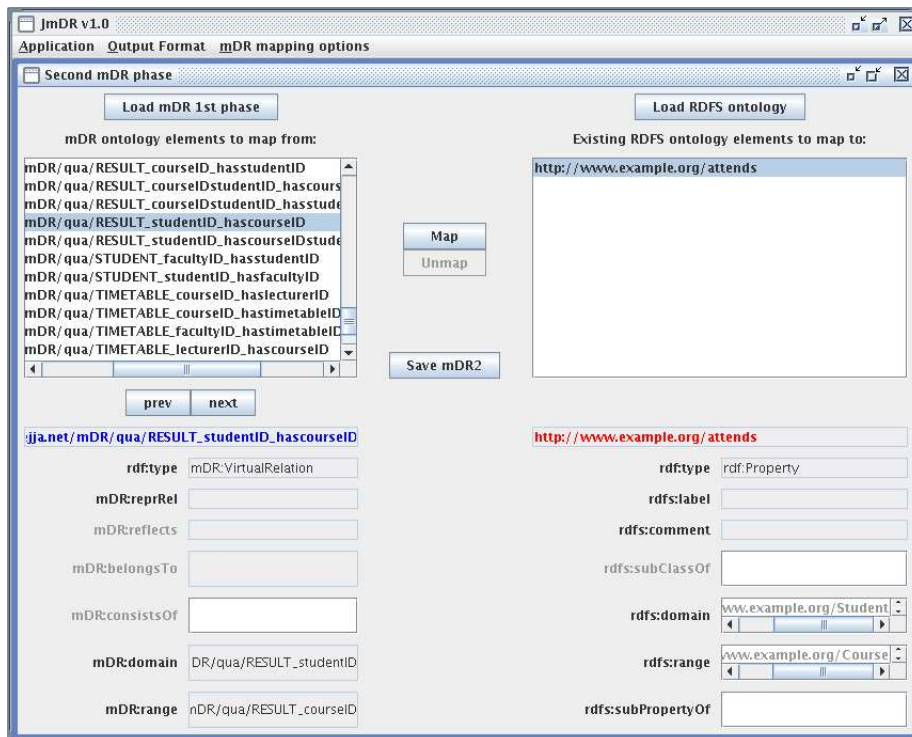 JmDR v1.0
Application Output Format mDR mapping options
Second mDR phase
Load mDR 1st phase
Load RDFS ontology
mDR ontology elements to map from:
Existing RDFS ontology elements to map to:
mDR/qua/RESULT_courseID_hasstudentID
mDR/qua/RESULT_courseIDstudentID_hascours
mDR/qua/RESULT_courseIDstudentID_hasstude
mDR/qua/RESULT_studentID_hascourseID
mDR/qua/RESULT_studentID_hascourseIDstude
mDR/qua/STUDENT_facultyID_hasstudentID
mDR/qua/STUDENT_studentID_hasfacultyID
mDR/qua/TIMETABLE_courseID_haslecturerID
mDR/qua/TIMETABLE_courseID_hastimetableID
mDR/qua/TIMETABLE_facultyID_hastimetableID
mDR/qua/TIMETABLE_lecturerID_hascourseID
http://www.example.org/attends
Map
Unmap
Save mDR2
prev next
jja.net/mDR/qua/RESULT_studentID_hascourseID
http://www.example.org/attends
rdf:type mDR:VirtualRelation
mDR:reprRel
mDR:reflects
mDR:belongsTo
mDR:consistsOf
mDR:domain DR/qua/RESULT_studentID
mDR:range nDR/qua/RESULT_courseID
rdf:type rdf:Property
rdfs:label
rdfs:comment
rdfs:subClassOf
rdfs:domain ww.example.org/Student
rdfs:range www.example.org/Course
rdfs:subPropertyOf